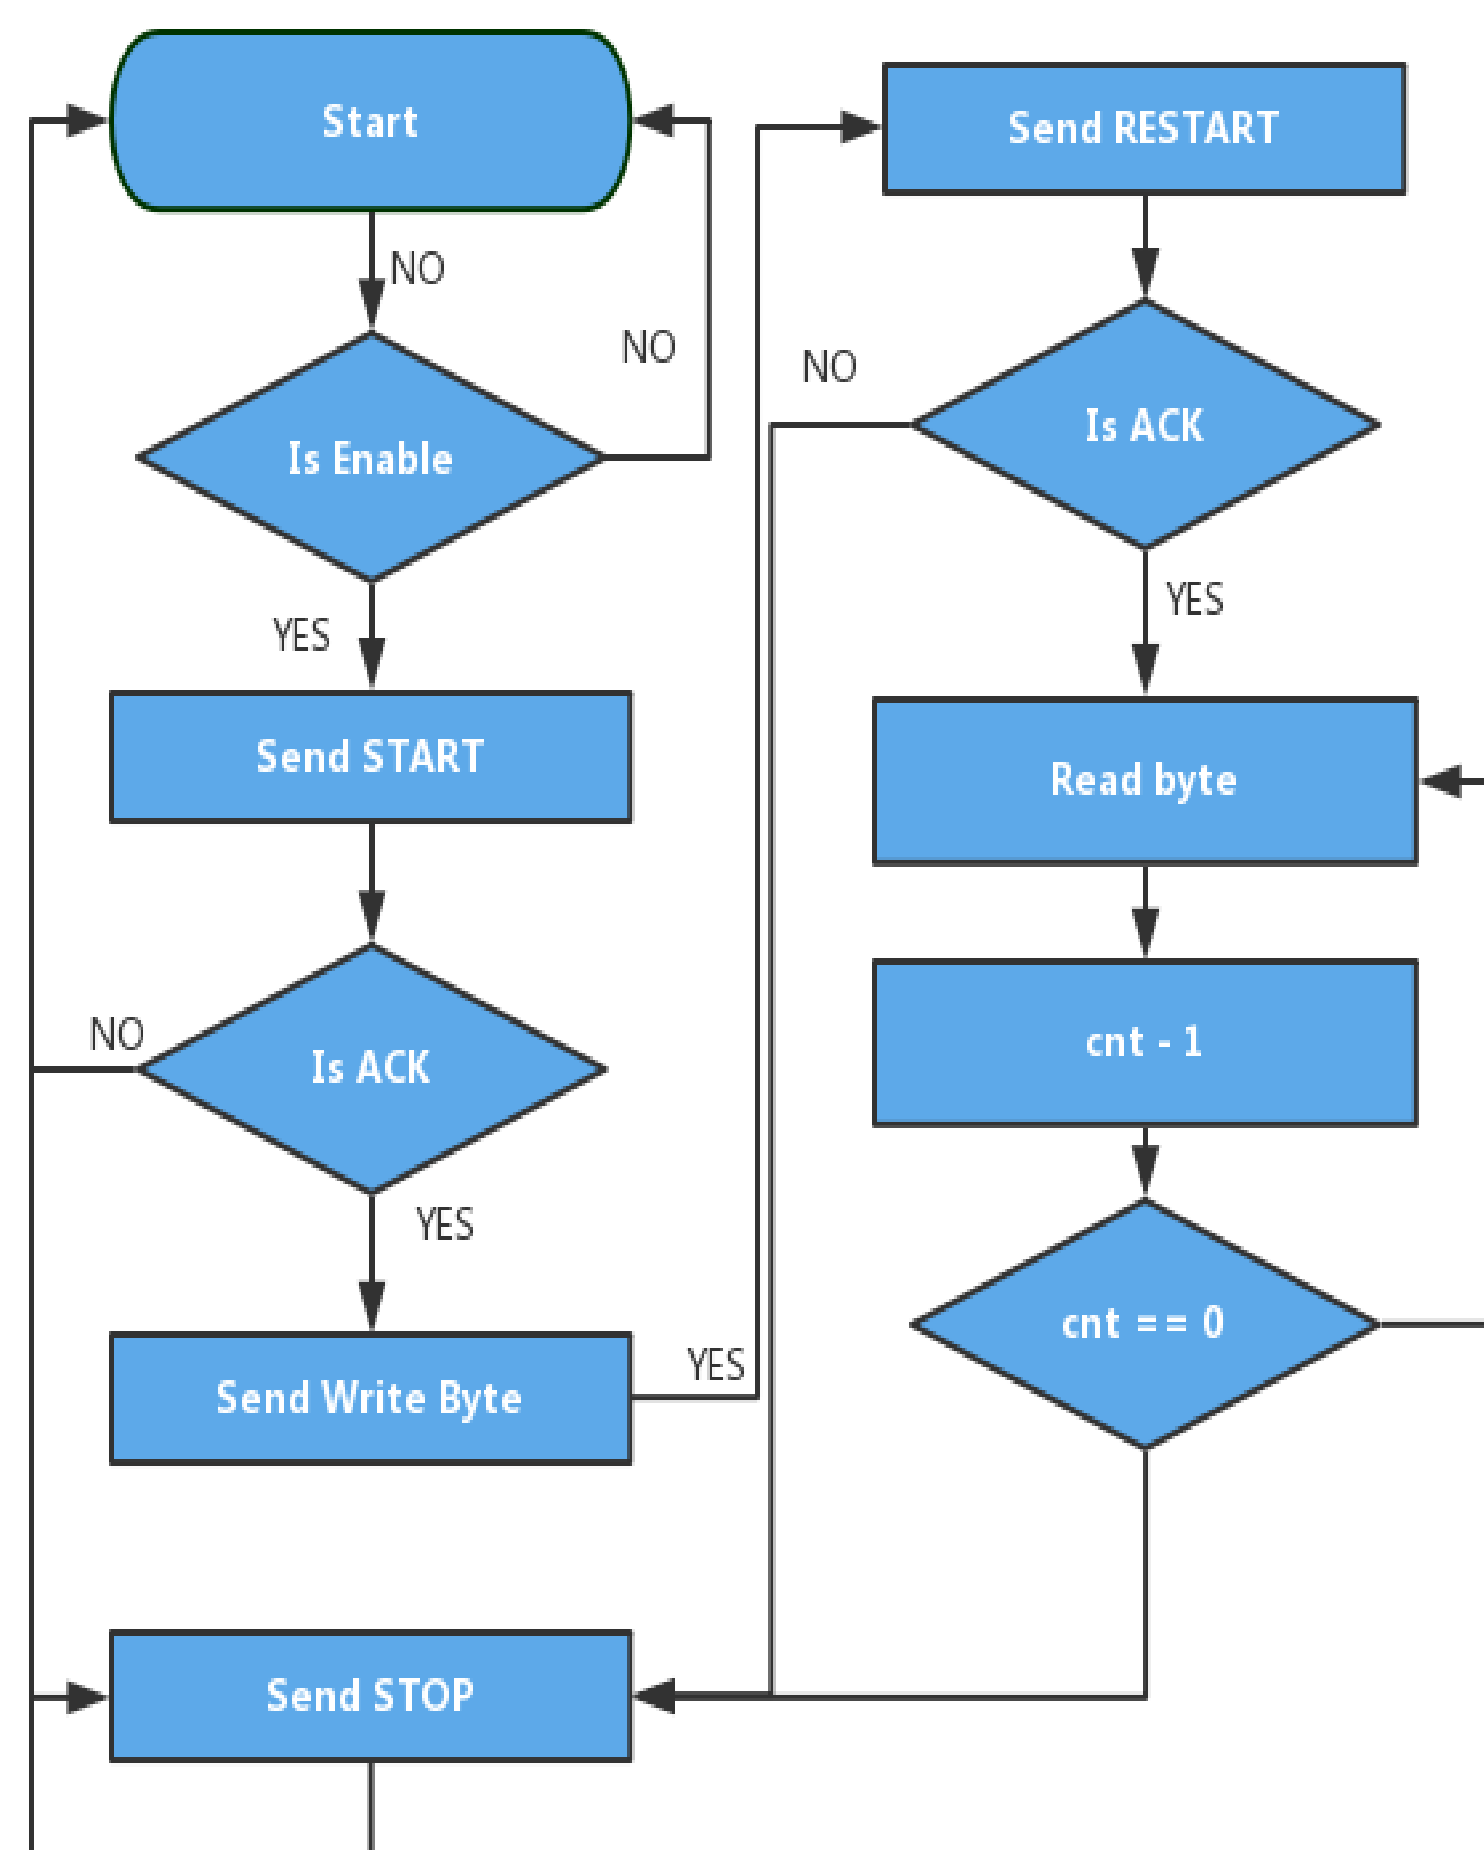 Start
NO
NO
Is Enable
YES
Send START
NO
Is ACK
YES
Send Write Byte
YES
Send STOP
Send RESTART
NO
Is ACK
YES
Read byte
cnt - 1
cnt == 0